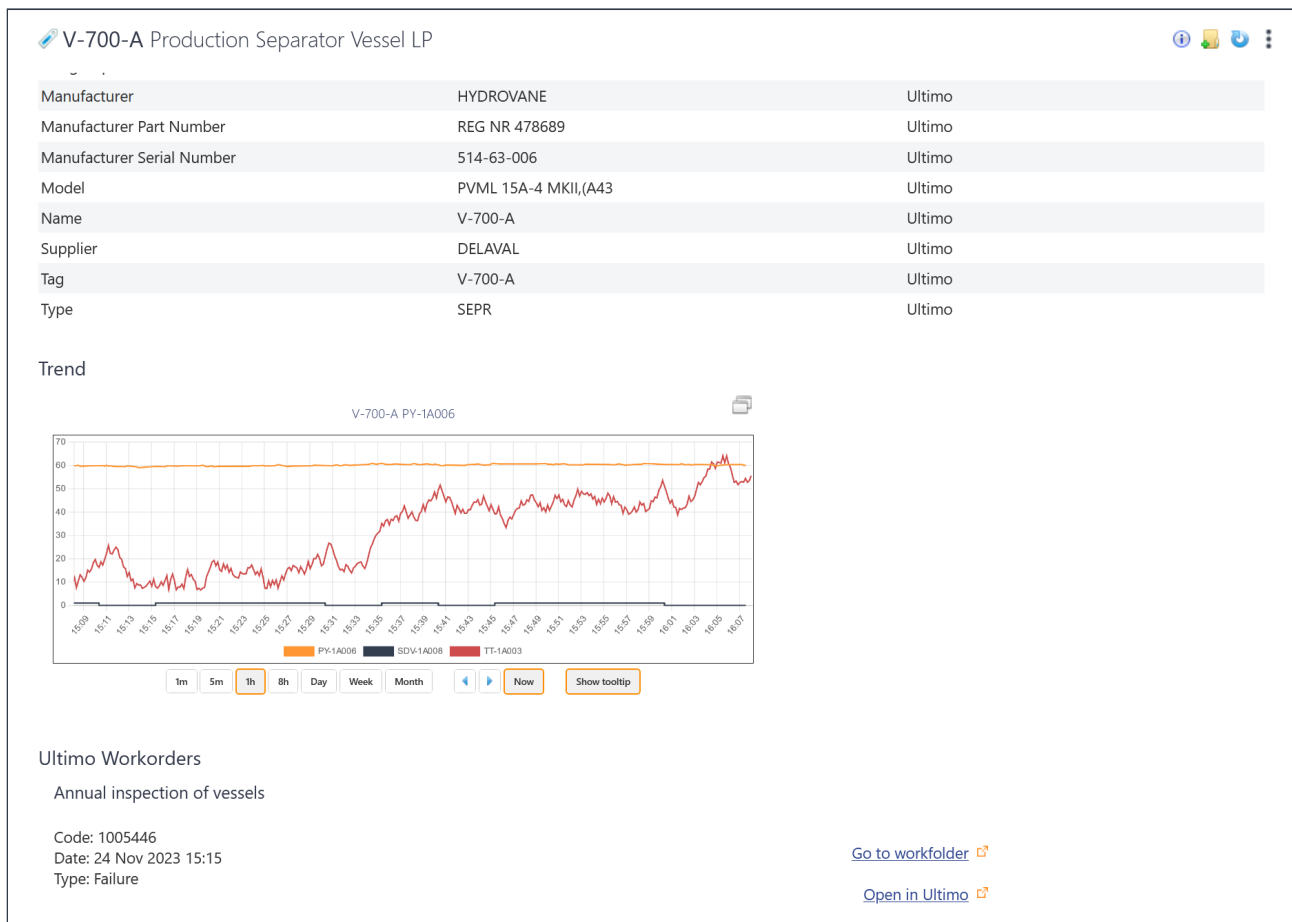 V-700-A Production Separator Vessel LP
Manufacturer HYDROVANE Ultimo
Manufacturer Part Number REG NR 478689 Ultimo
Manufacturer Serial Number 514-63-006 Ultimo
Model PVML 15A-4 MKII,(A43 Ultimo
Name V-700-A Ultimo
Supplier DELAVAL Ultimo
Tag V-700-A Ultimo
Type SEPR Ultimo
Trend
V-700-A PY-1A006
70
60
50
40
30
20
10
0
15:09 15:11 15:13 15:15 15:17 15:19 15:21 15:23 15:25 15:27 15:29 15:31 15:33 15:35 15:37 15:39 15:41 15:43 15:45 15:47 15:49 15:51 15:53 15:55 15:57 15:59 16:01 16:03 16:05 16:07
PY-1A006 SDV-1A008 TT-1A003
1m 5m 1h 8h Day Week Month Now Show tooltip
Ultimo Workorders
Annual inspection of vessels
Code: 1005446
Go to workfolder
Date: 24 Nov 2023 15:15
Type: Failure
Open in Ultimo